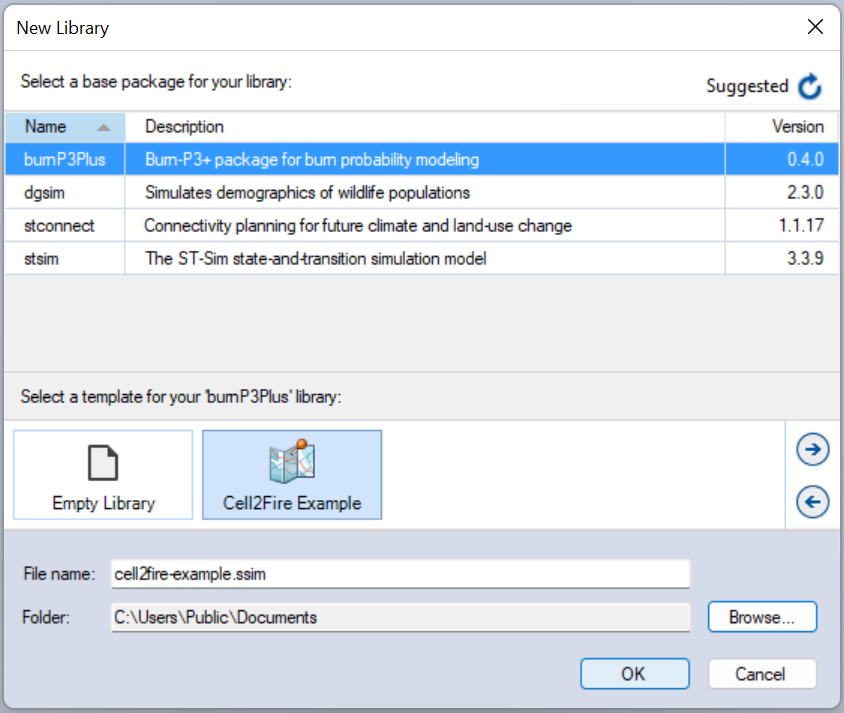 New Library
Select a base package for your library:
Suggested
Name Description Version
burnP3Plus Burn-P3+ package for burn probability modeling 0.4.0
dgsim Simulates demographics of wildlife populations 2.3.0
stconnect Connectivity planning for future climate and land-use change 1.1.17
stsim The ST-Sim state-and-transition simulation model 3.3.9
Select a template for your 'burnP3Plus' library:
Empty Library Cell2Fire Example
File name: cell2fire-example.ssim
Folder: C:\Users\Public\Documents Browse...
OK Cancel